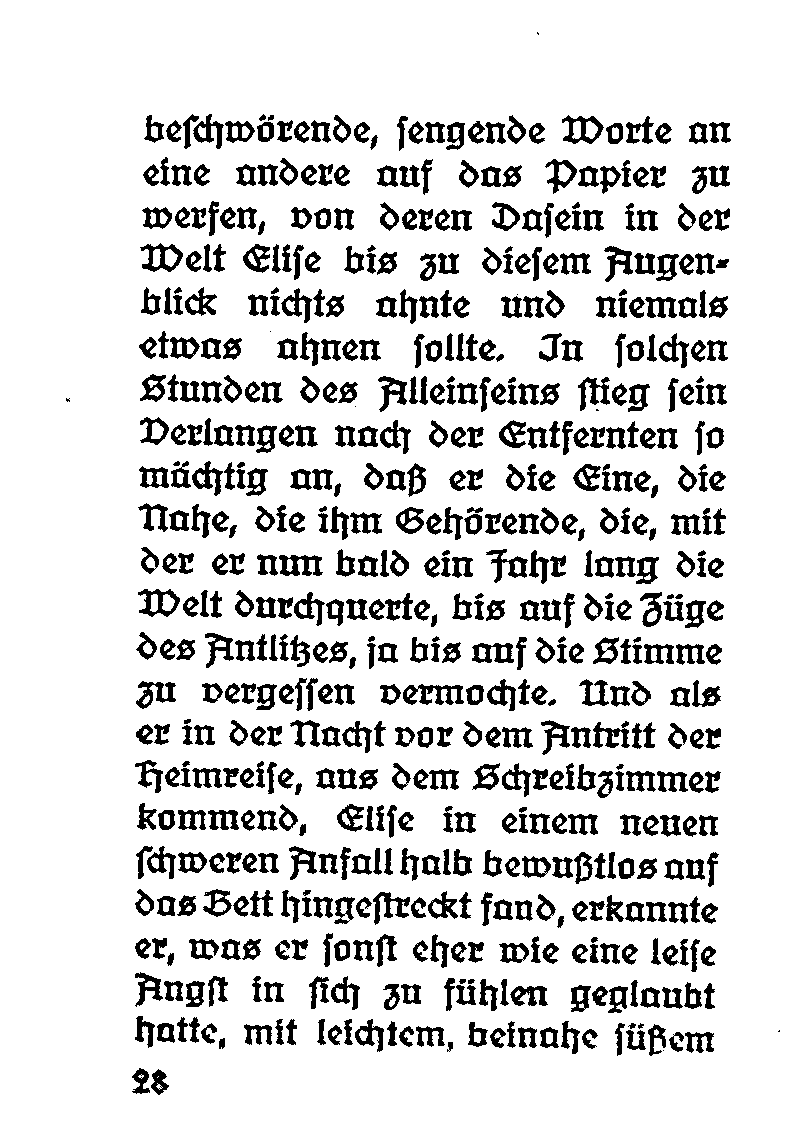 beschwörende, sengende Worte an
eine andere auf das Papier zu
werfen, von deren Dasein in der
Welt Elise bis zu diesem Augen-
blick nichts ahnte und niemals
etwas ahnen sollte. In solchen
Stunden des Alleinseins stieg sein
Verlangen nach der Entfernten so
mächtig an, daß er die Eine, die
Nahe, die ihm Gehörende, die, mit
der er nun bald ein Jahr lang die
Welt durchquerte, bis auf die Züge
des Antlitzes, ja bis auf die Stimme
zu vergessen vermochte. Und als
er in der Nacht vor dem Antritt der
Heimreise, aus dem Schreibzimmer
kommend, Elise in einem neuen
schweren Anfall halb bewußtlos auf
das Bett hingestreckt fand, erkannte
er, was er sonst eher wie eine leise
Angst in sich zu fühlen geglaubt
hatte, mit leichtem, beinahe süßem
28